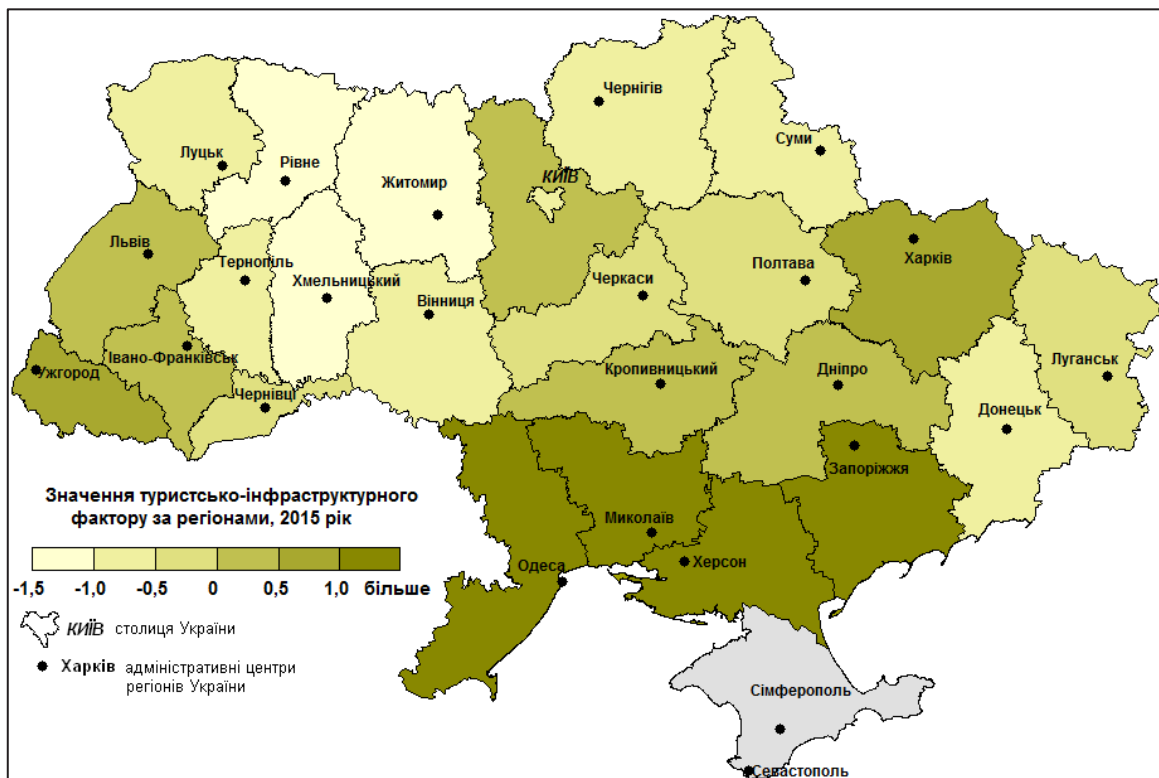 Чернігів
Суми
Луцьк
Рівне
КИЇВ
Житомир
Львів
Харків
Тернопіль
Полтава
Хмельницький
Черкаси
Вінниця
Івано-Франківськ
Ужгород
Кропивницький
Дніпро
Луганськ
Чернівці
Донецьк
Запоріжжя
Значення туристсько-інфраструктурного
фактору за регіонами, 2015 рік
Миколаїв
Херсон
Одеса
-1,5 -1,0 -0,5 0 0,5 1,0 більше
КИЇВ столиця України
Харків адміністративні центри
регіонів України
Сімферополь
Севастополь